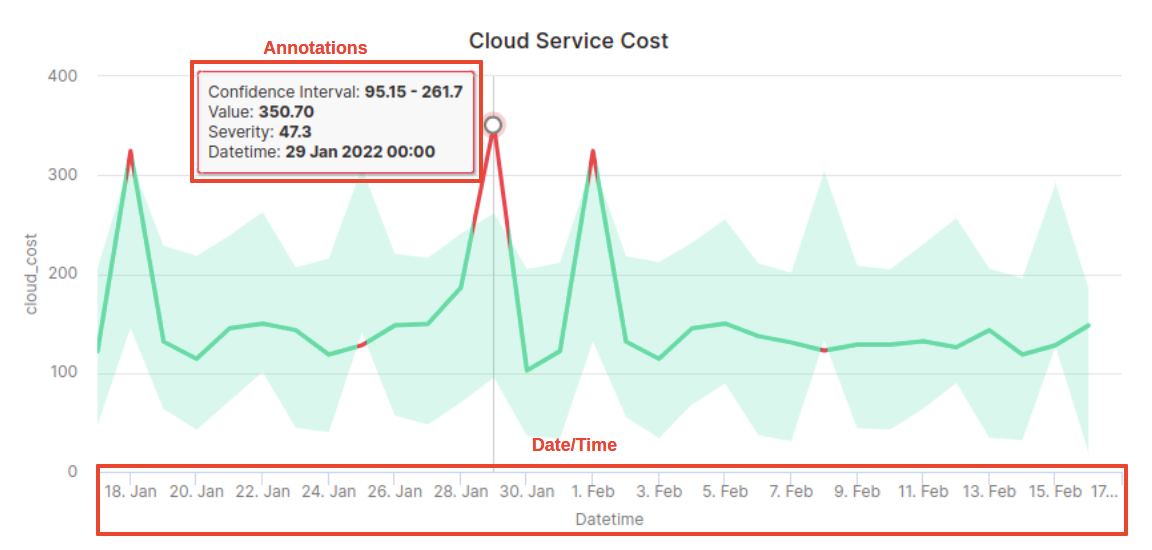 Cloud Service Cost
Annotations
Confidence Interval: 95.15 - 261.7
Value: 350.70
Severity: 47.3
Datetime: 29 Jan 2022 00:00
400
300
200
100
0
cloud_cost
Date/Time
18. Jan 20. Jan 22. Jan 24. Jan 26. Jan 28. Jan 30. Jan 1. Feb 3. Feb 5. Feb 7. Feb 9. Feb 11. Feb 13. Feb 15. Feb 17...
Datetime